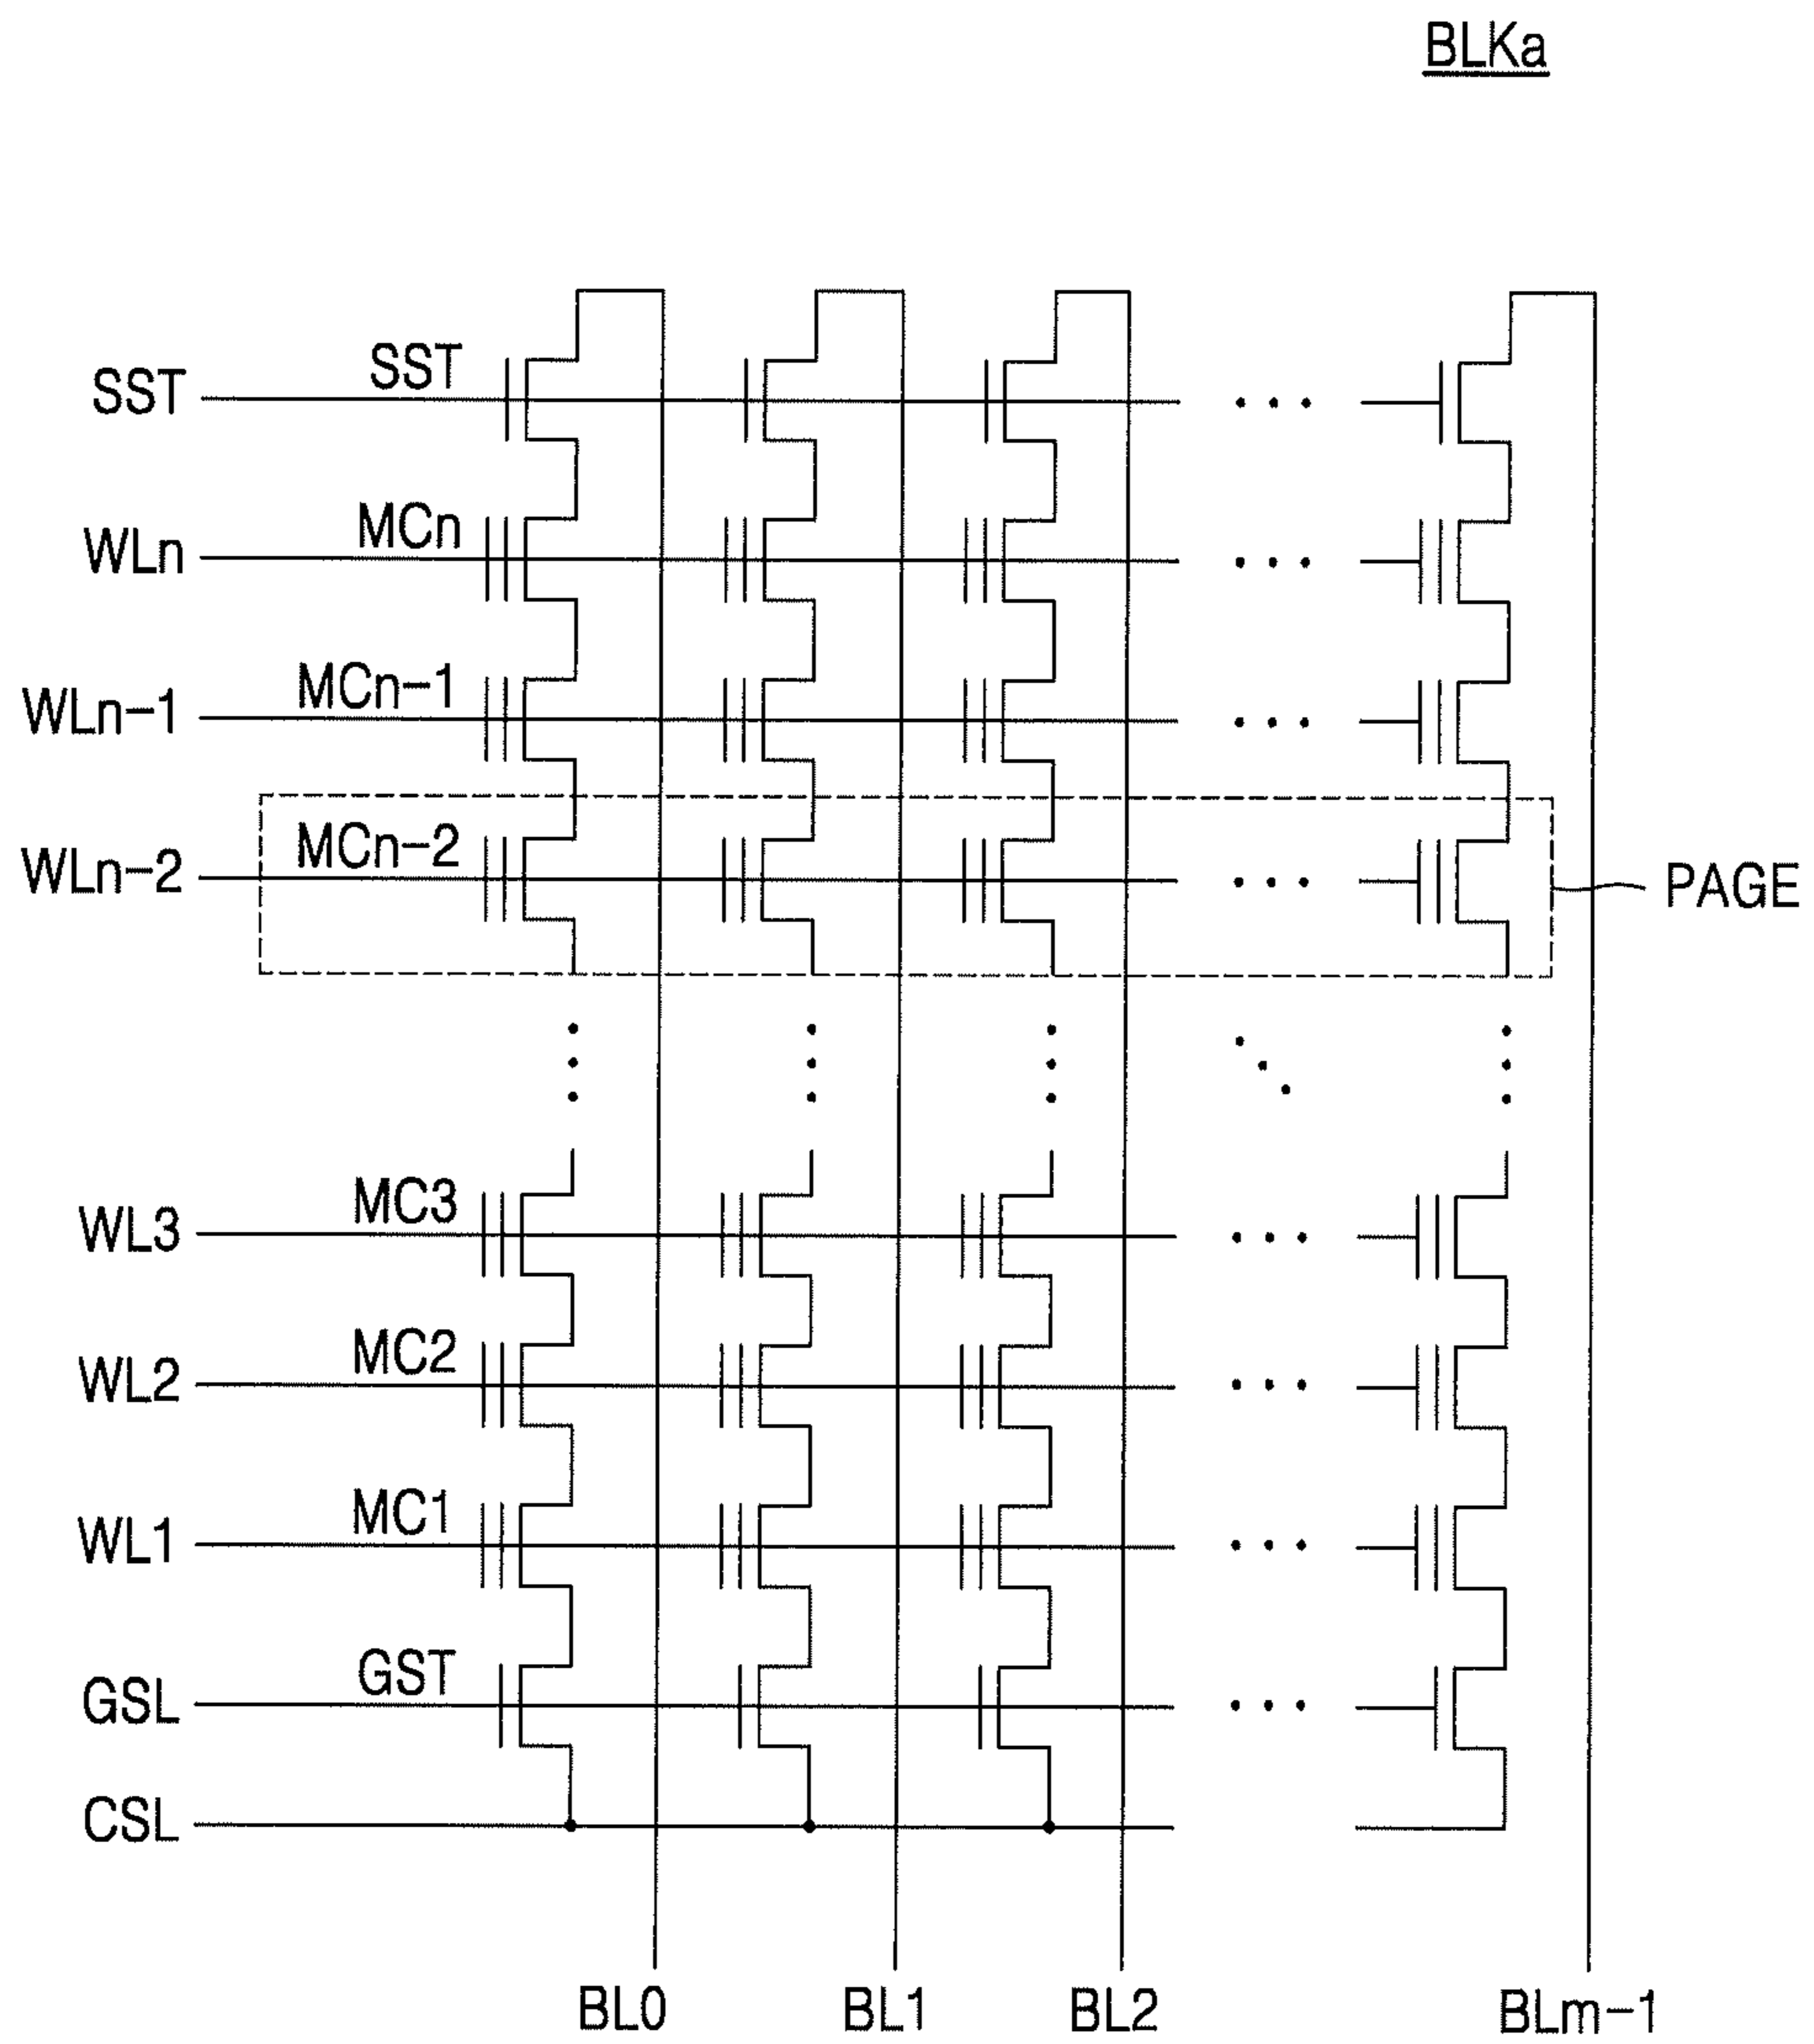 BLKa
SST SST
WLn MCn
WLn-1 MCn-1
WLn-2 MCn-2 PAGE
WL3 MC3
WL2 MC2
WL1 MC1
GSL GST
CSL
BL0 BL1 BL2 BLm-1